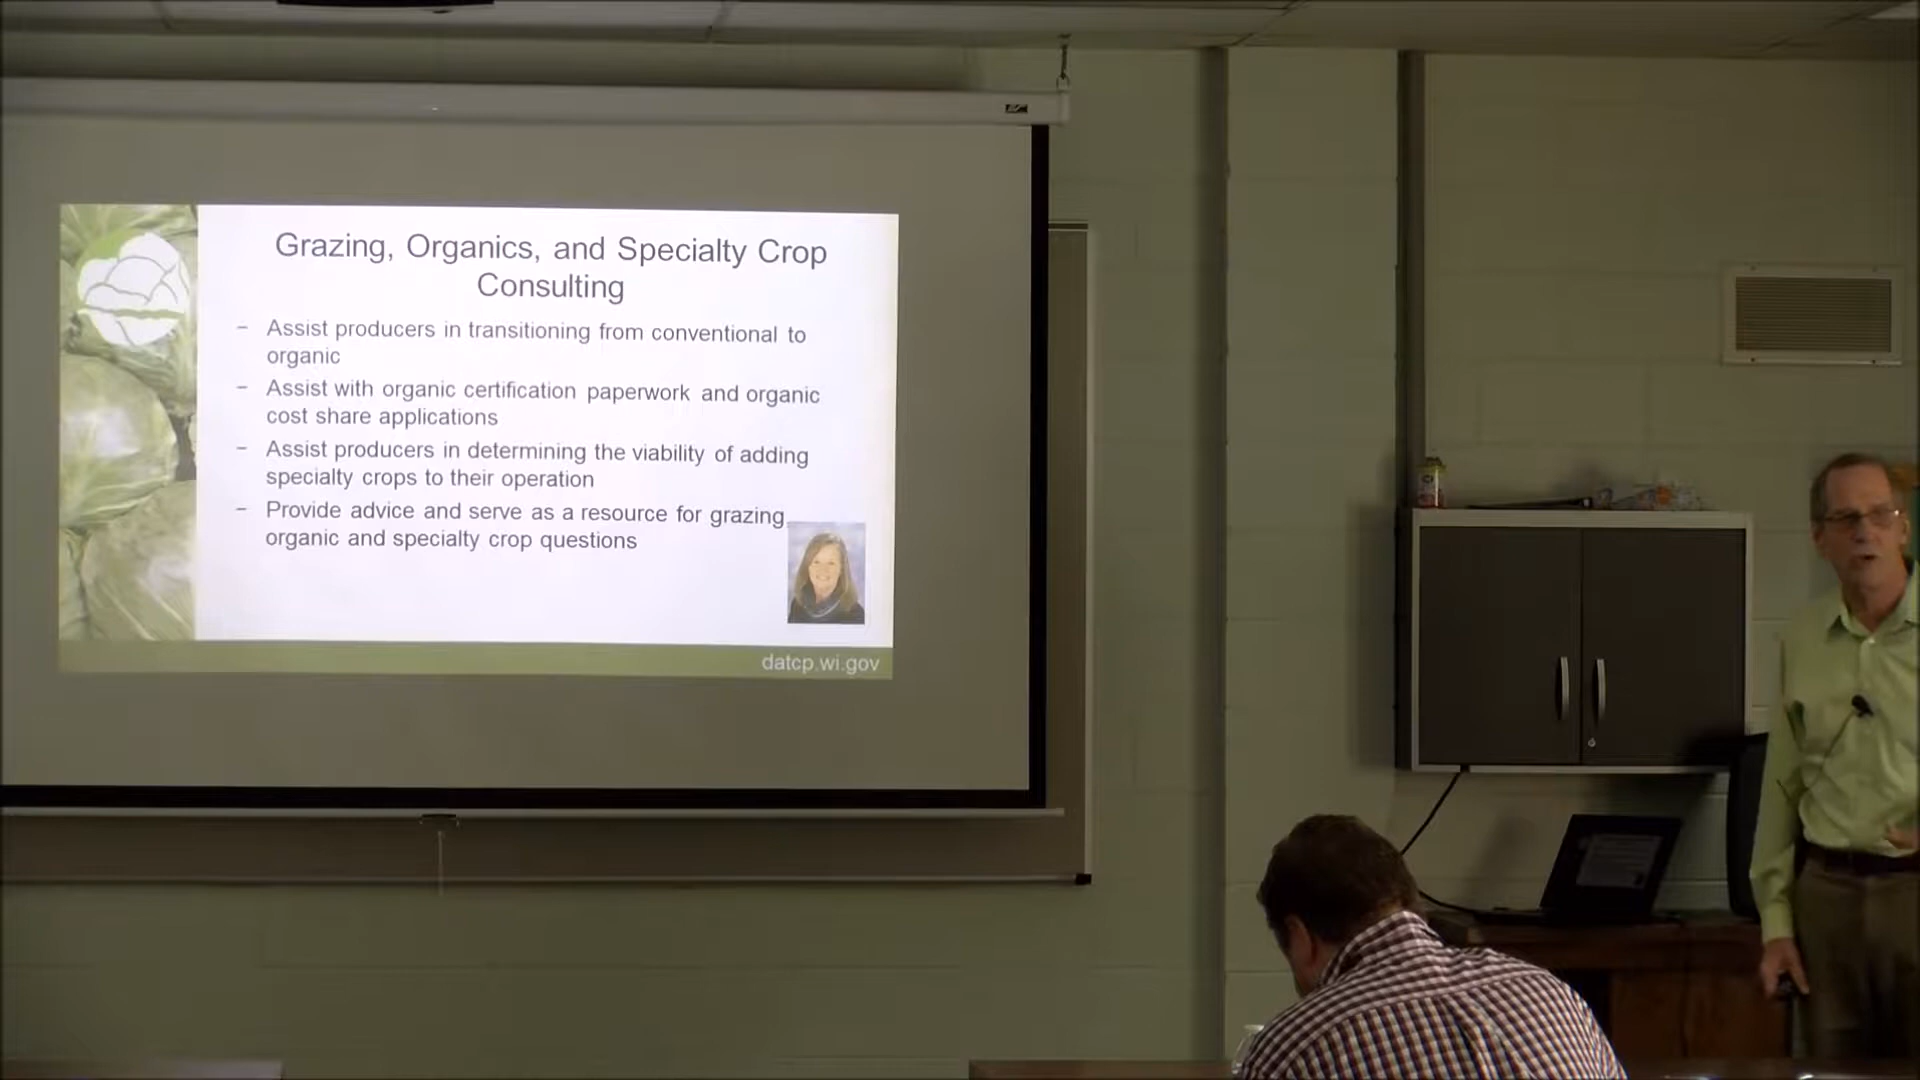 Grazing, Organics, and Specialty Crop
Consulting
– Assist producers in transitioning from conventional to
organic
– Assist with organic certification paperwork and organic
cost share applications
– Assist producers in determining the viability of adding
specialty crops to their operation
– Provide advice and serve as a resource for grazing,
organic and specialty crop questions
datcp.wi.gov